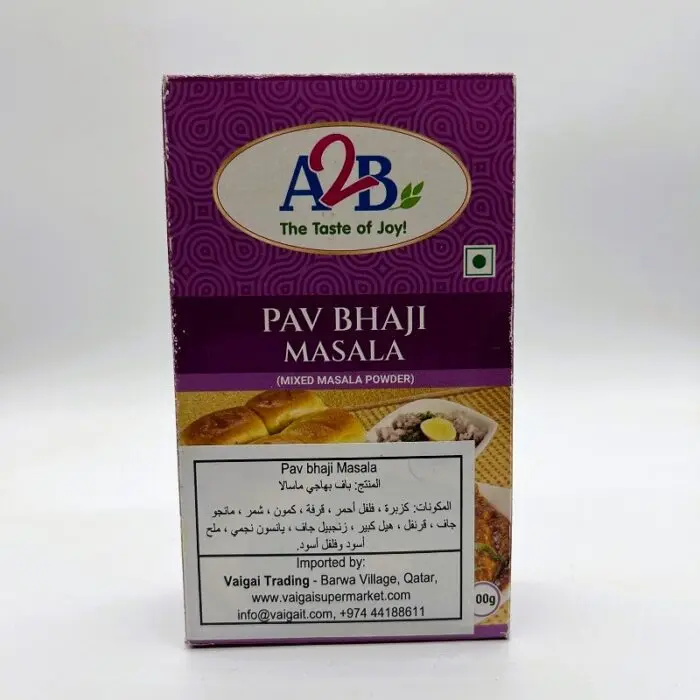 A2B
The Taste of Joy!
PAV BHAJI
MASALA
(MIXED MASALA POWDER)
Pav bhaji Masala
المنتج: باف بهاجي ماسالا
المكونات: كزبرة ، فلفل أحمر ، قرفة ، كمون ، شمر ، مانجو
جاف ، قرنفل ، هيل كبير ، زنجبيل جاف ، يانسون نجمي ، ملح
أسود وفلفل أسود.
Imported by:
Vaigai Trading - Barwa Village, Qatar,
www.vaigaisupermarket.com
info@vaigait.com, +974 44188611
00g